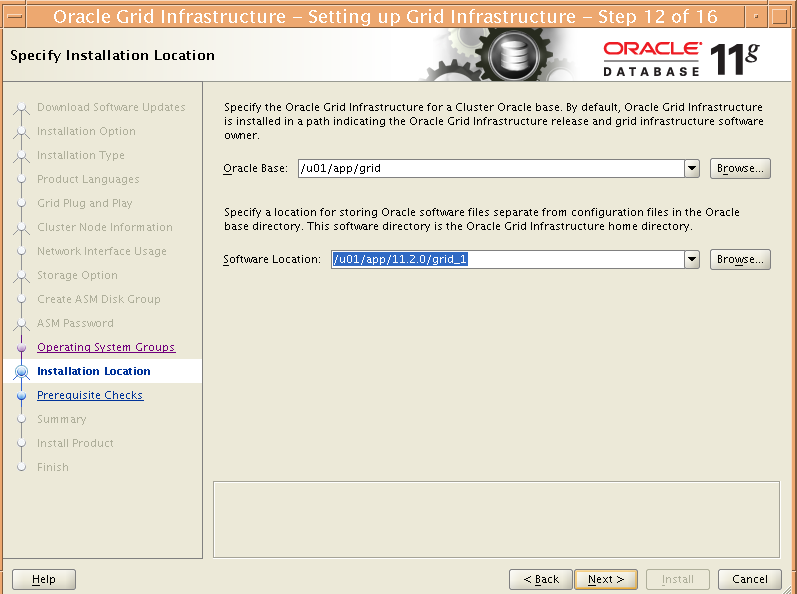 Oracle Grid Infrastructure – Setting up Grid Infrastructure – Step 12 of 16
Specify Installation Location
ORACLE
DATABASE
11g
Download Software Updates
Installation Option
Installation Type
Product Languages
Grid Plug and Play
Cluster Node Information
Network Interface Usage
Storage Option
Create ASM Disk Group
ASM Password
Operating System Groups
Installation Location
Prerequisite Checks
Summary
Install Product
Finish
Specify the Oracle Grid Infrastructure for a Cluster Oracle base. By default, Oracle Grid Infrastructure
is installed in a path indicating the Oracle Grid Infrastructure release and grid infrastructure software
owner.
Oracle Base: /u01/app/grid Browse...
Specify a location for storing Oracle software files separate from configuration files in the Oracle
base directory. This software directory is the Oracle Grid Infrastructure home directory.
Software Location: /u01/app/11.2.0/grid_1 Browse...
Help < Back Next > Install Cancel